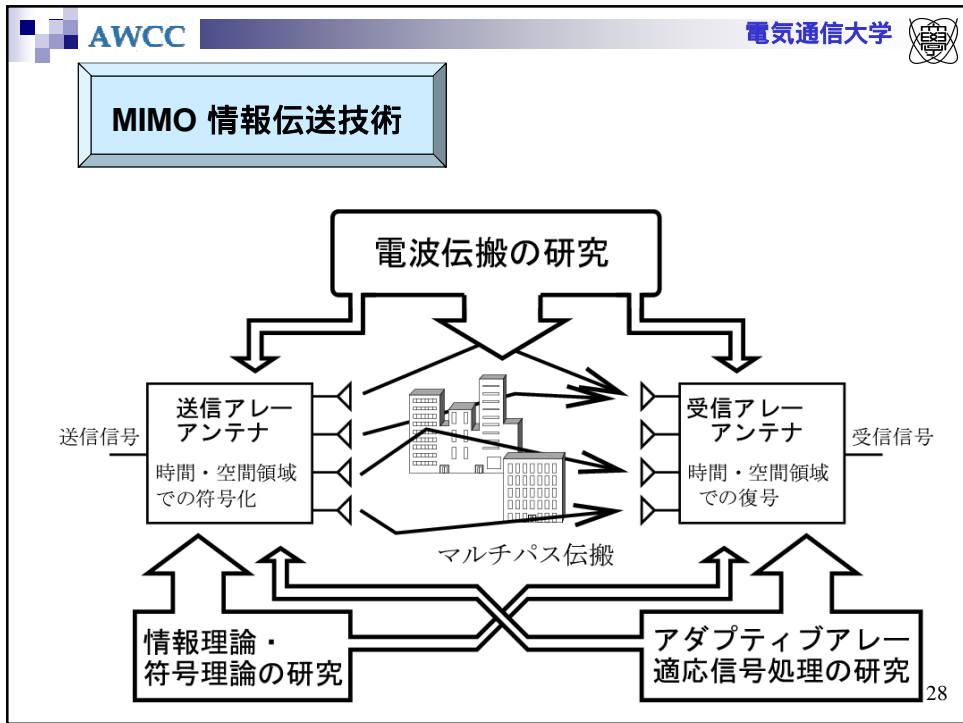 AWCC
電気通信大学
MIMO 情報伝送技術
電波伝搬の研究
送信アレー
アンテナ
時間・空間領域
での符号化
送信信号
受信アレー
アンテナ
時間・空間領域
での復号
受信信号
マルチパス伝搬
情報理論・
符号理論の研究
アダプティブアレー
適応信号処理の研究
28